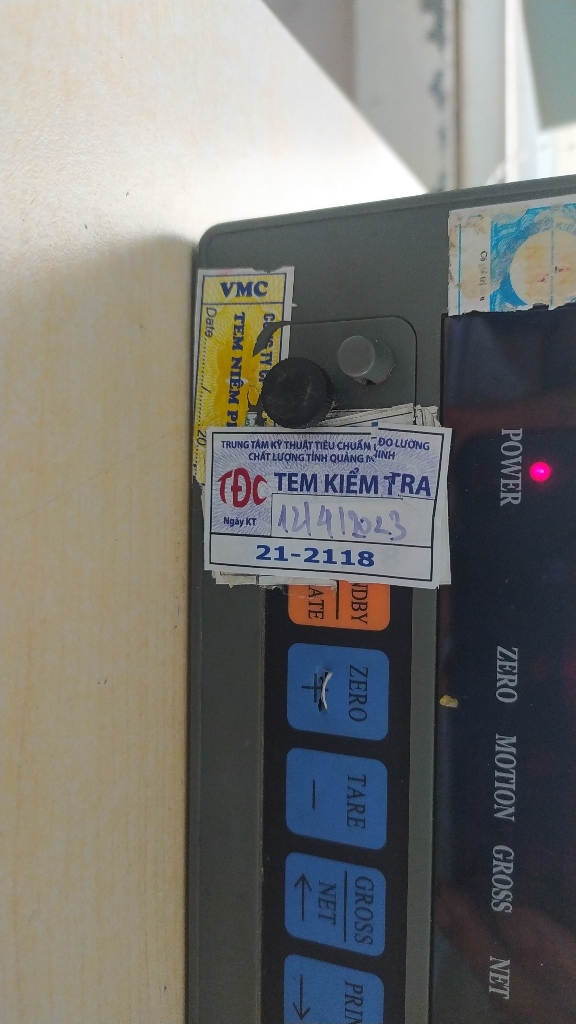 VMC
TEM NIÊM
Date
20
TRUNG TÂM KỸ THUẬT TIÊU CHUẨN ĐO LƯỜNG
CHẤT LƯỢNG TỈNH QUẢNG NINH
TĐC TEM KIỂM TRA
Ngày KT 12/4/2023
21-2118
ZERO
+
TARE
–
GROSS
NET
←
→
POWER
ZERO
MOTION
GROSS
NET